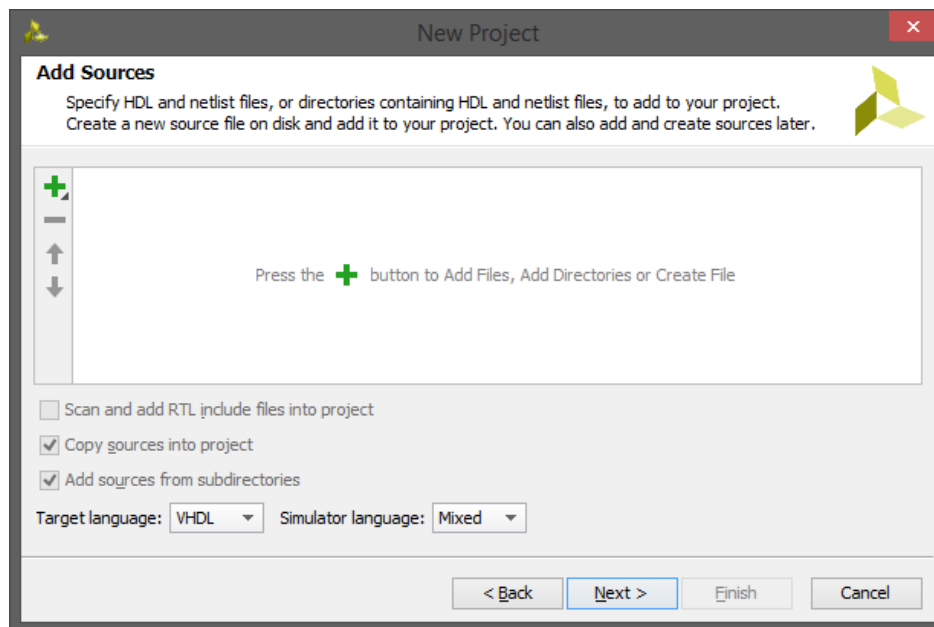 New Project
Add Sources
Specify HDL and netlist files, or directories containing HDL and netlist files, to add to your project.
Create a new source file on disk and add it to your project. You can also add and create sources later.
Press the + button to Add Files, Add Directories or Create File
Scan and add RTL include files into project
Copy sources into project
Add sources from subdirectories
Target language: VHDL Simulator language: Mixed
< Back Next > Finish Cancel